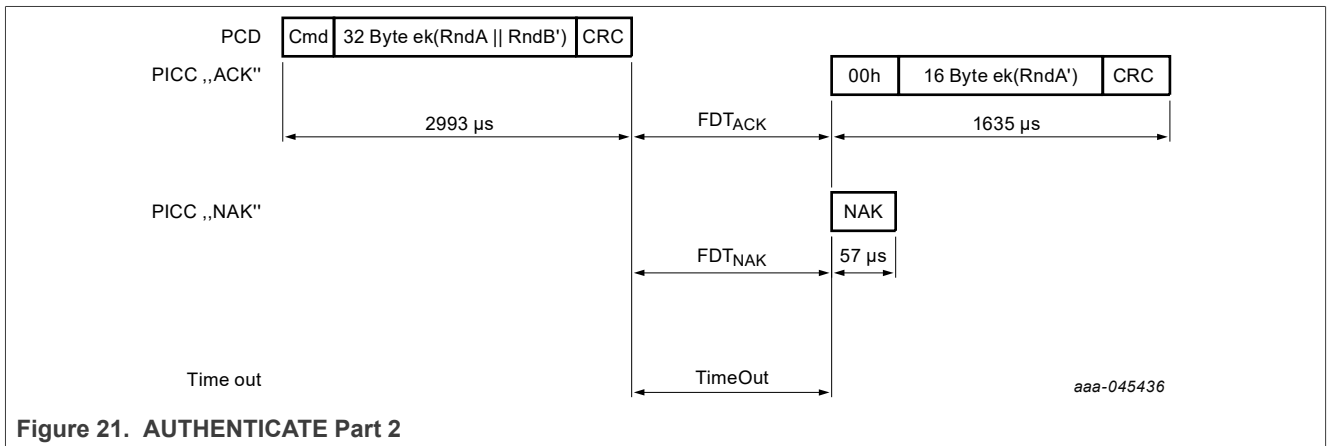 PCD Cmd 32 Byte ek(RndA || RndB') CRC
PICC ,,ACK'' 00h 16 Byte ek(RndA') CRC
2993 µs FDTACK 1635 µs
PICC ,,NAK'' NAK
FDTNAK 57 µs
Time out TimeOut aaa-045436
Figure 21. AUTHENTICATE Part 2